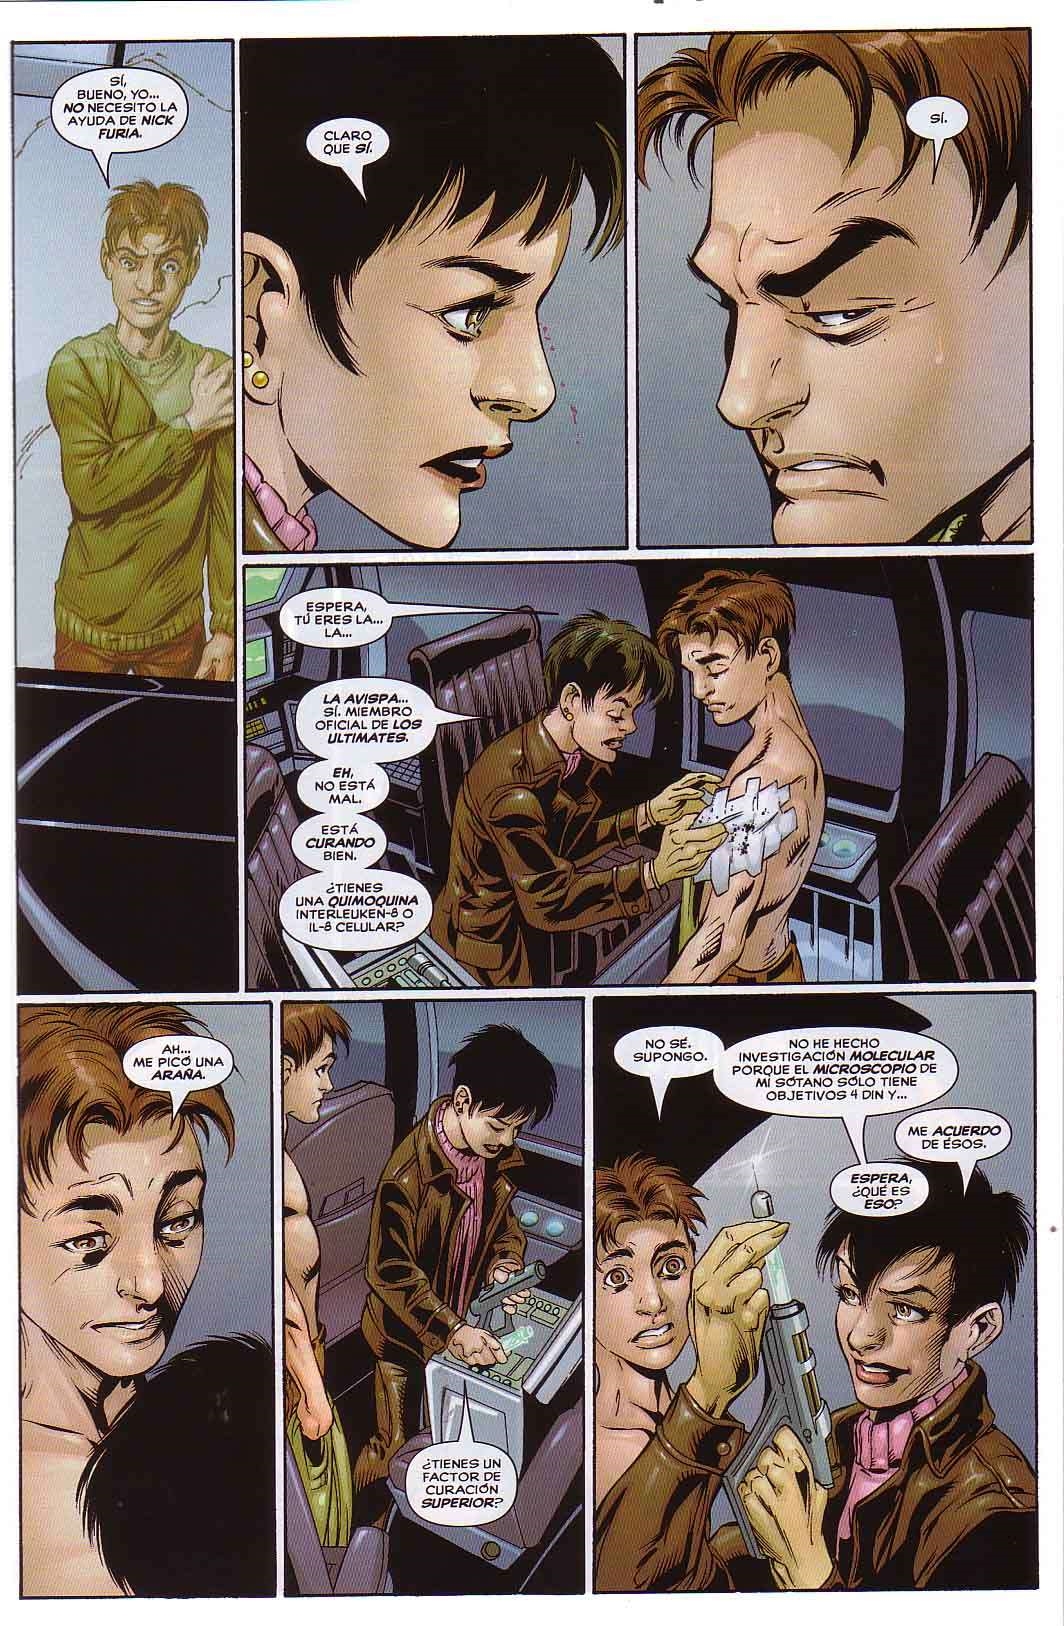 SÍ,
BUENO, YO...
NO NECESITO LA
AYUDA DE NICK
FURIA.
CLARO
QUE SÍ.
SÍ.
ESPERA,
TÚ ERES LA...
LA...
LA AVISPA...
SÍ. MIEMBRO
OFICIAL DE LOS
ULTIMATES.
EH,
NO ESTÁ
MAL.
ESTÁ
CURANDO
BIEN.
¿TIENES
UNA QUIMOQUINA
INTERLEUKEN-8 O
IL-8 CELULAR?
AH...
ME PICÓ UNA
ARAÑA.
¿TIENES UN
FACTOR DE
CURACIÓN
SUPERIOR?
NO SÉ.
SUPONGO.
NO HE HECHO
INVESTIGACIÓN MOLECULAR
PORQUE EL MICROSCOPIO DE
MI SÓTANO SÓLO TIENE
OBJETIVOS 4 DIN Y...
ME ACUERDO
DE ÉSOS.
ESPERA,
¿QUÉ ES
ESO?